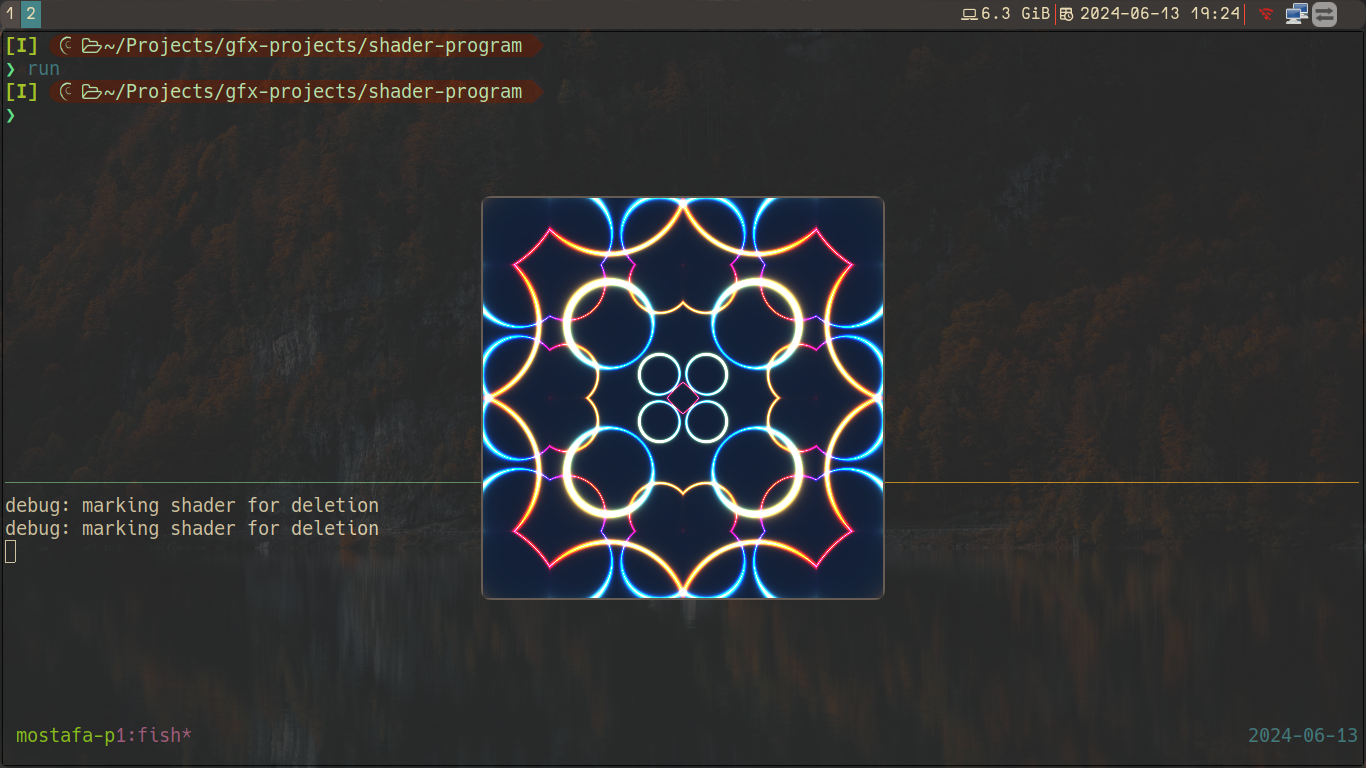 1 2 6.3 GiB 2024-06-13 19:24
[I] ~/Projects/gfx-projects/shader-program
❯ run
[I] ~/Projects/gfx-projects/shader-program
❯
debug: marking shader for deletion
debug: marking shader for deletion
mostafa-p1:fish* 2024-06-13